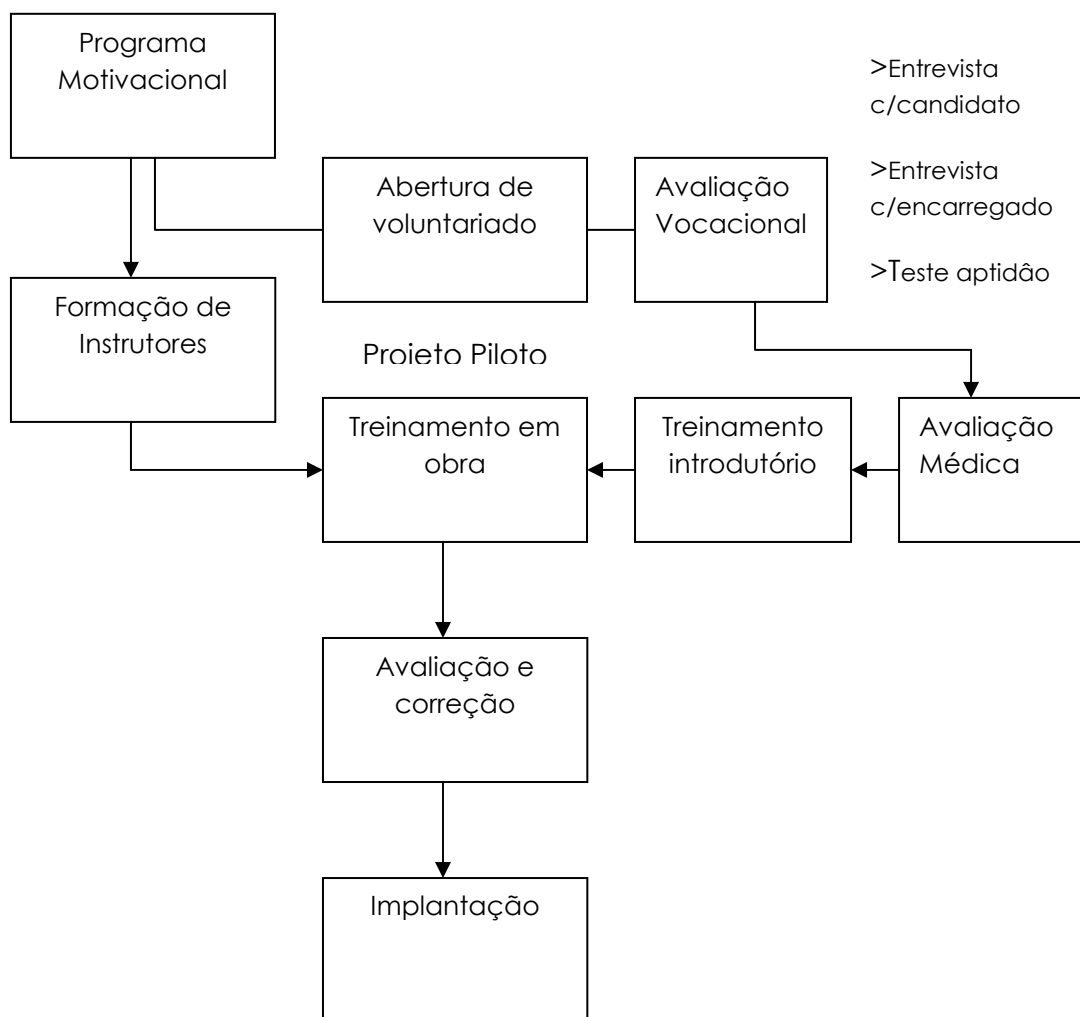 Programa
Motivacional
>Entrevista
c/candidato
>Entrevista
c/encarregado
>Teste aptidâo
Abertura de
voluntariado
Avaliação
Vocacional
Formação de
Instrutores
Projeto Piloto
Treinamento em
obra
Treinamento
introdutório
Avaliação
Médica
Avaliação e
correção
Implantação